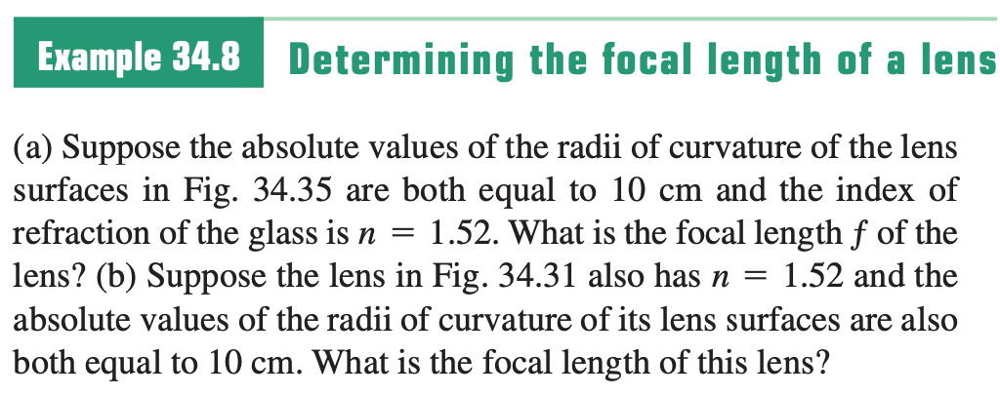 Example 34.8 Determining the focal length of a lens
(a) Suppose the absolute values of the radii of curvature of the lens
surfaces in Fig. 34.35 are both equal to 10 cm and the index of
refraction of the glass is n = 1.52. What is the focal length f of the
lens? (b) Suppose the lens in Fig. 34.31 also has n = 1.52 and the
absolute values of the radii of curvature of its lens surfaces are also
both equal to 10 cm. What is the focal length of this lens?